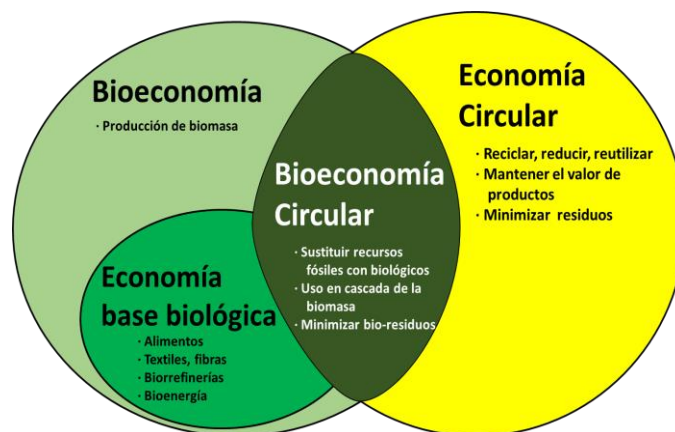 Bioeconomía
· Producción de biomasa
Economía
base biológica
· Alimentos
· Textiles, fibras
· Biorrefinerías
· Bioenergía
Bioeconomía
Circular
· Sustituir recursos
fósiles con biológicos
· Uso en cascada de la
biomasa
· Minimizar bio-residuos
Economía
Circular
· Reciclar, reducir, reutilizar
· Mantener el valor de
productos
· Minimizar residuos